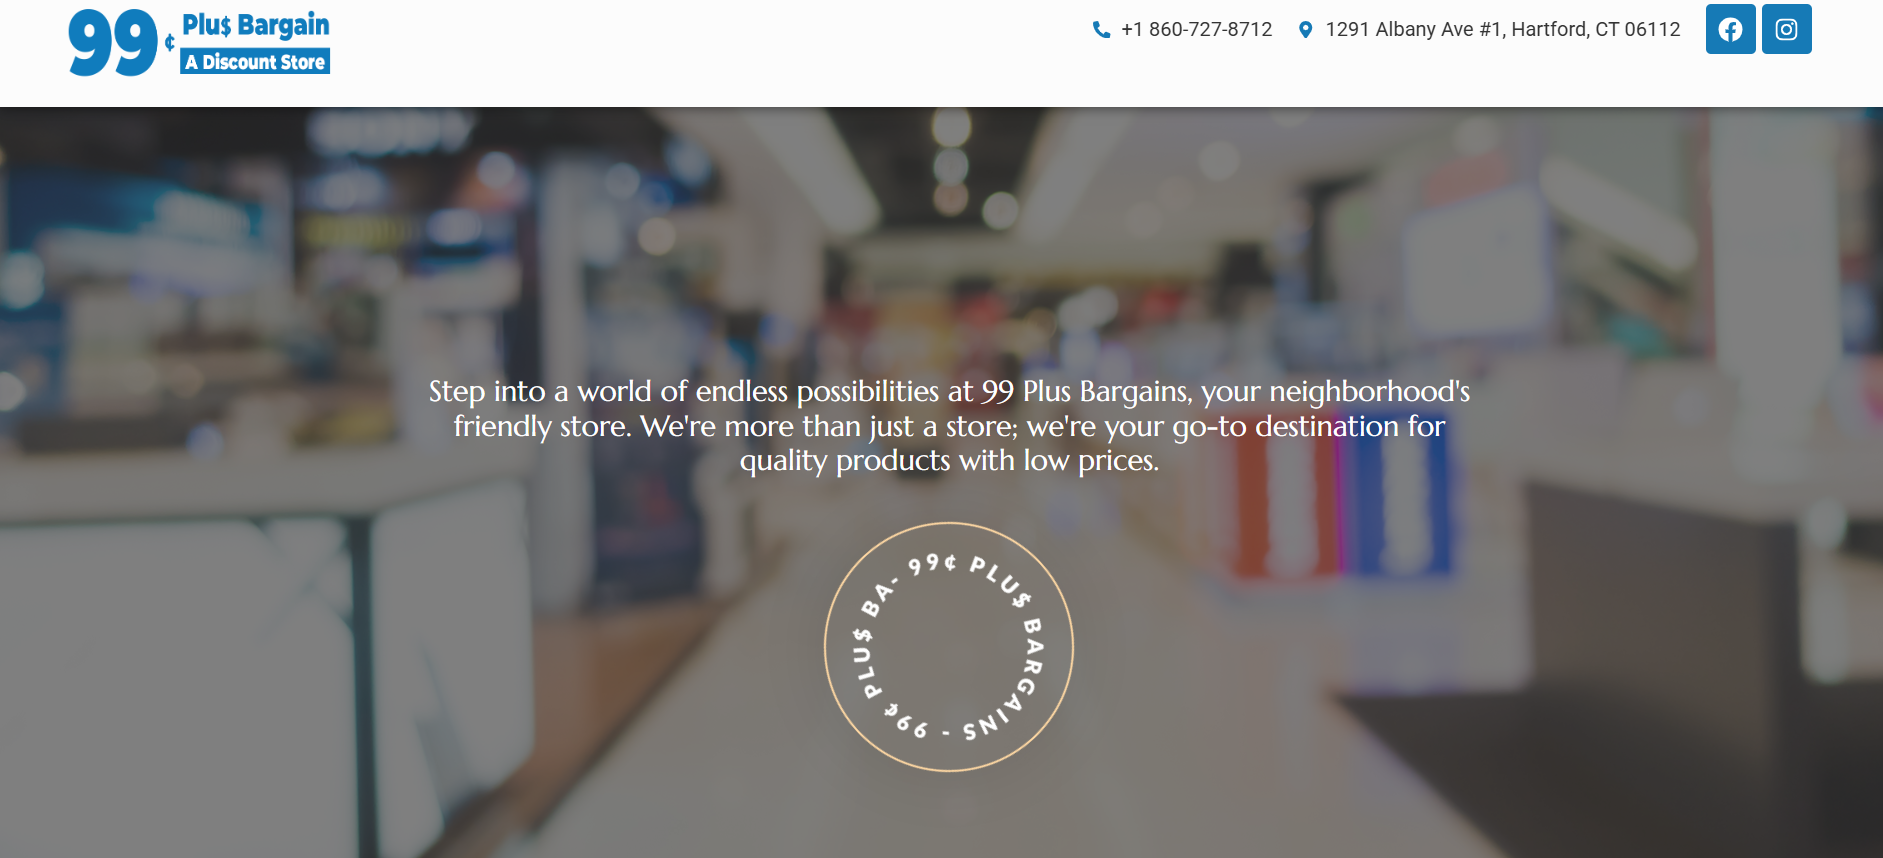 99¢ Plu$ Bargain
A Discount Store
+1 860-727-8712
1291 Albany Ave #1, Hartford, CT 06112
Step into a world of endless possibilities at 99 Plus Bargains, your neighborhood's
friendly store. We're more than just a store; we're your go-to destination for
quality products with low prices.
99¢ PLU$ BARGAINS - 99¢ PLU$ BA-